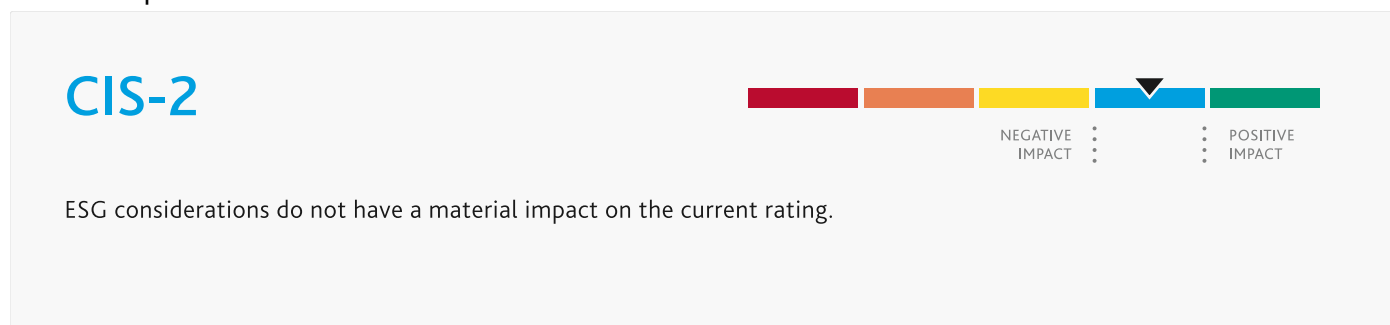 CIS-2
NEGATIVE
IMPACT
POSITIVE
IMPACT
ESG considerations do not have a material impact on the current rating.